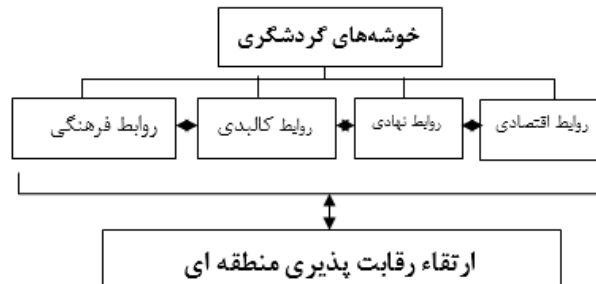 خوشه‌های گردشگری
روابط اقتصادی
روابط نهادی
روابط کالبدی
روابط فرهنگی
ارتقاء رقابت پذیری منطقه ای